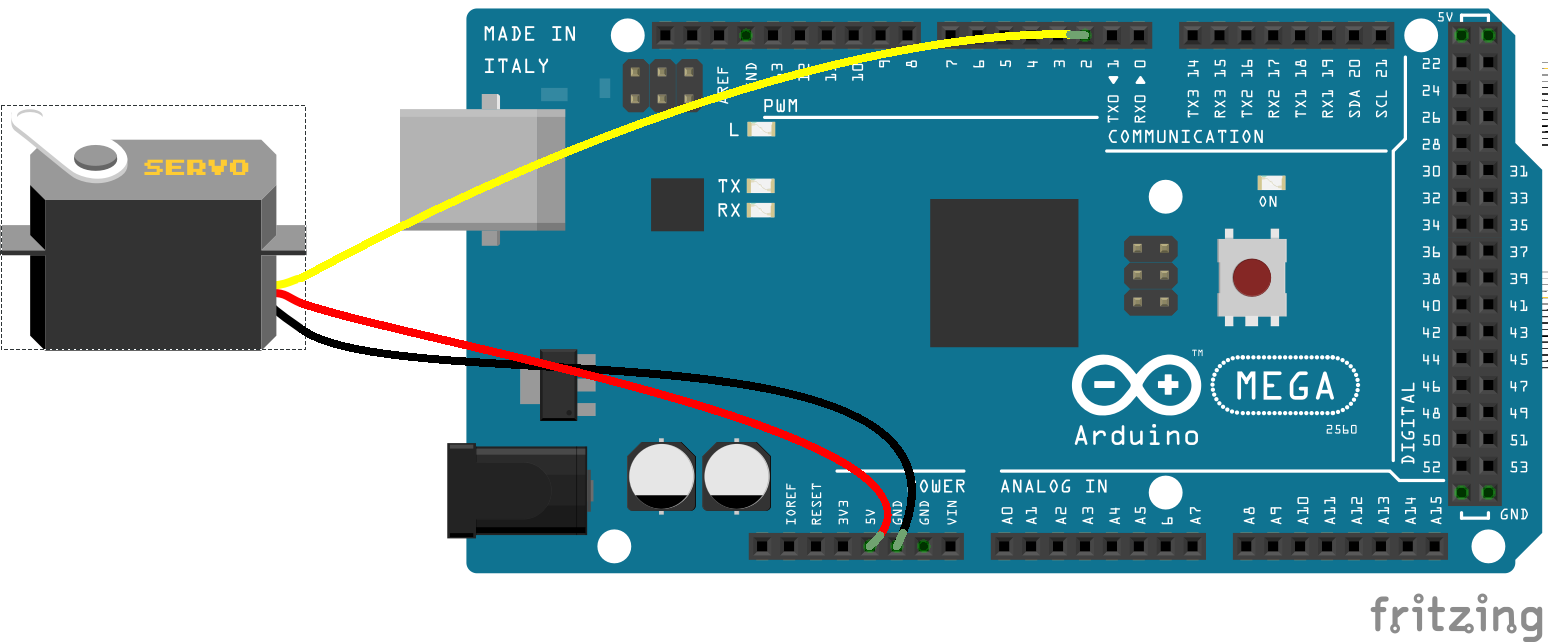 MADE IN
ITALY
SERVO
AREF
GND
13
12
11
10
9
8
7
6
5
4
3
2
TX0 ◀ 1
RX0 ▶ 0
TX3 14
RX3 15
TX2 16
RX2 17
TX1 18
RX1 19
SDA 20
SCL 21
PWM
COMMUNICATION
L
TX
RX
ON
5V
22
24
26
28
30 31
32 33
34 35
36 37
38 39
40 41
42 43
44 45
46 47
48 49
50 51
52 53
GND
DIGITAL
Arduino
TM
MEGA
2560
POWER
ANALOG IN
IOREF
RESET
3V3
5V
GND
GND
VIN
A0
A1
A2
A3
A4
A5
6
A7
A8
A9
A10
A11
A12
A13
A14
A15
fritzing